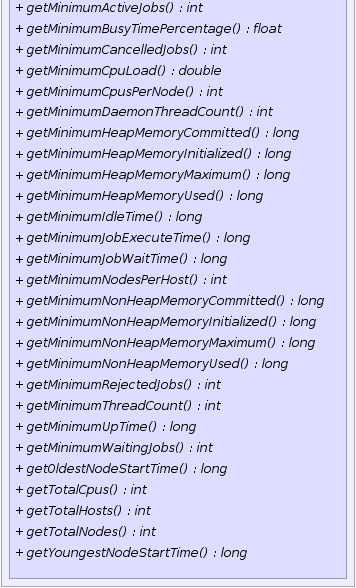 + getMinimumActiveJobs() : int
+ getMinimumBusyTimePercentage() : float
+ getMinimumCancelledJobs() : int
+ getMinimumCpuLoad() : double
+ getMinimumCpusPerNode() : int
+ getMinimumDaemonThreadCount() : int
+ getMinimumHeapMemoryCommitted() : long
+ getMinimumHeapMemoryInitialized() : long
+ getMinimumHeapMemoryMaximum() : long
+ getMinimumHeapMemoryUsed() : long
+ getMinimumIdleTime() : long
+ getMinimumJobExecuteTime() : long
+ getMinimumJobWaitTime() : long
+ getMinimumNodesPerHost() : int
+ getMinimumNonHeapMemoryCommitted() : long
+ getMinimumNonHeapMemoryInitialized() : long
+ getMinimumNonHeapMemoryMaximum() : long
+ getMinimumNonHeapMemoryUsed() : long
+ getMinimumRejectedJobs() : int
+ getMinimumThreadCount() : int
+ getMinimumUpTime() : long
+ getMinimumWaitingJobs() : int
+ getOldestNodeStartTime() : long
+ getTotalCpus() : int
+ getTotalHosts() : int
+ getTotalNodes() : int
+ getYoungestNodeStartTime() : long